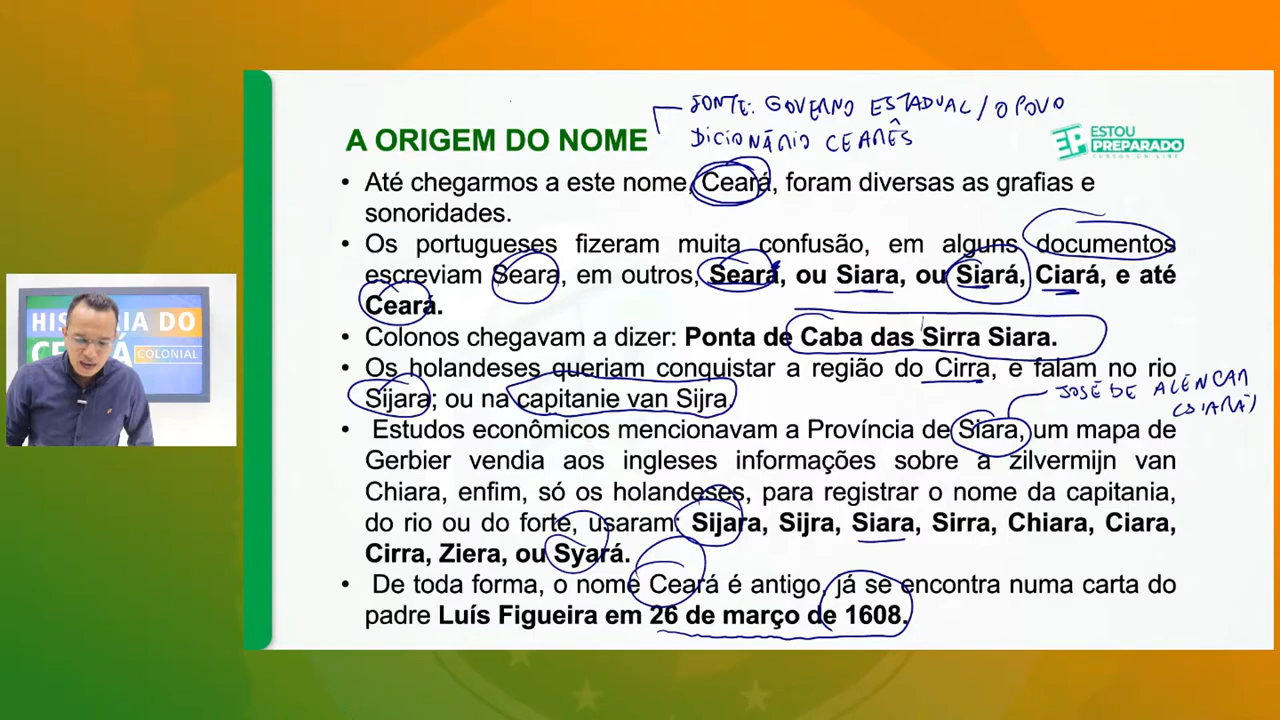 FONTE: GOVERNO ESTADUAL / O POVO
DICIONÁRIO CEARÊS
A ORIGEM DO NOME
ESTOU
PREPARADO
CURSOS ON-LINE
• Até chegarmos a este nome, Ceará, foram diversas as grafias e
sonoridades.
• Os portugueses fizeram muita confusão, em alguns documentos
escreviam Seara, em outros, Seará, ou Siara, ou Siará, Ciará, e até
Ceará.
• Colonos chegavam a dizer: Ponta de Caba das Sirra Siara.
• Os holandeses queriam conquistar a região do Cirra, e falam no rio
Sijara; ou na capitanie van Sijra.
JOSÉ DE ALENCAR
(SIARÁ)
• Estudos econômicos mencionavam a Província de Siara, um mapa de
Gerbier vendia aos ingleses informações sobre a zilvermijn van
Chiara, enfim, só os holandeses, para registrar o nome da capitania,
do rio ou do forte, usaram: Sijara, Sijra, Siara, Sirra, Chiara, Ciara,
Cirra, Ziera, ou Syará.
• De toda forma, o nome Ceará é antigo, já se encontra numa carta do
padre Luís Figueira em 26 de março de 1608.
HISTÓRIA DO
COLONIAL